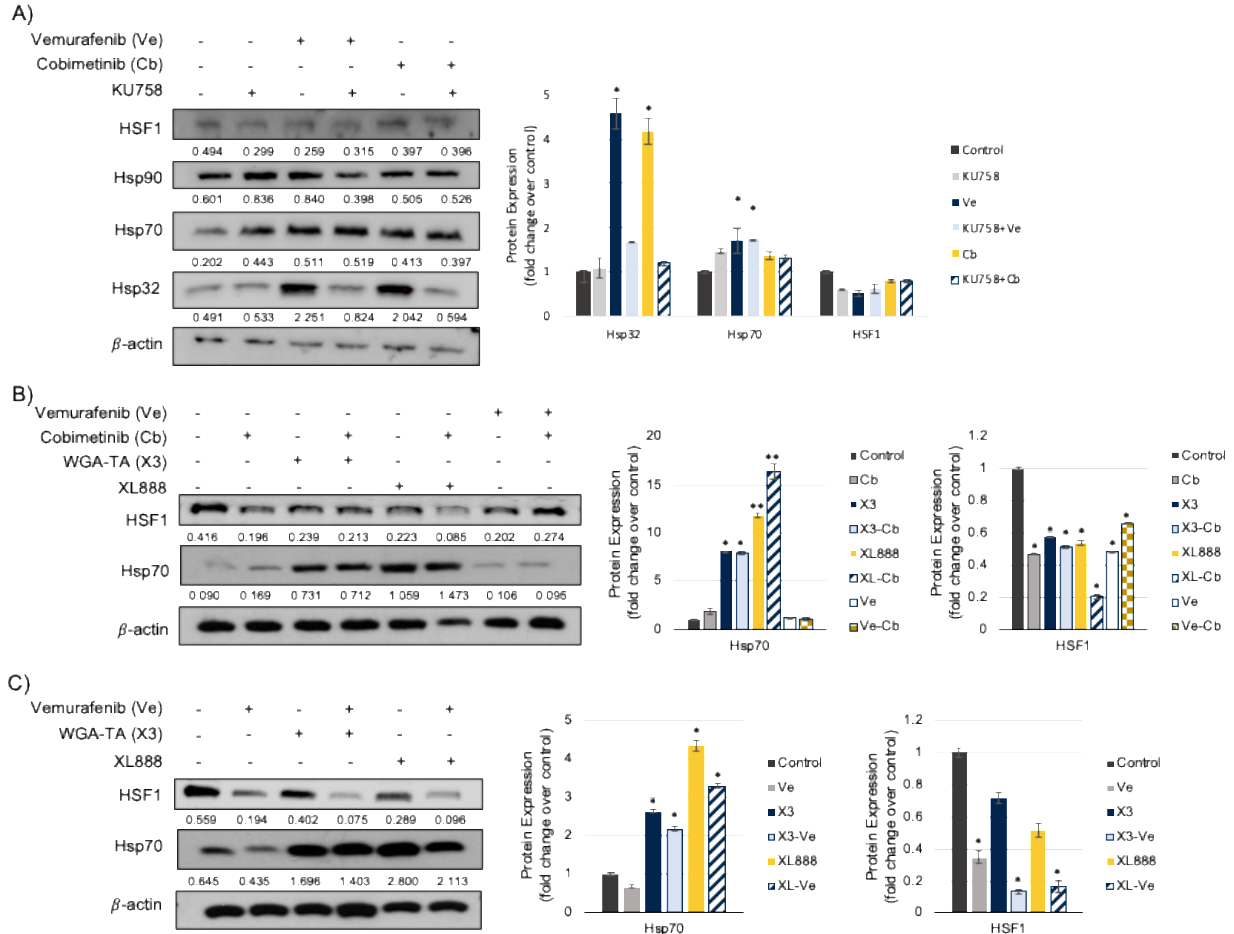 A)
Vemurafenib (Ve) - - + + - -
Cobimetinib (Cb) - - - - + +
KU758 - + - + - +
HSF1
0.494 0.299 0.259 0.315 0.397 0.396
Hsp90
0.601 0.836 0.840 0.398 0.505 0.526
Hsp70
0.202 0.443 0.511 0.519 0.413 0.397
Hsp32
0.491 0.533 2.251 0.824 2.042 0.594
β-actin
Protein Expression
(fold change over control)
5
4
3
2
1
0
* * * *
Hsp32 Hsp70 HSF1
Control
KU758
Ve
KU758+Ve
Cb
KU758+Cb
B)
Vemurafenib (Ve) - - - - - - + +
Cobimetinib (Cb) - + - + - + - +
WGA-TA (X3) - - + + - - - -
XL888 - - - - + + - -
HSF1
0.416 0.196 0.239 0.213 0.223 0.085 0.202 0.274
Hsp70
0.090 0.169 0.731 0.712 1.059 1.473 0.106 0.095
β-actin
Protein Expression
(fold change over control)
20
15
10
5
0
* * ** **
Hsp70
Control
Cb
X3
X3-Cb
XL888
XL-Cb
Ve
Ve-Cb
Protein Expression
(fold change over control)
1.2
1
0.8
0.6
0.4
0.2
0
* * * * * * *
HSF1
Control
Cb
X3
X3-Cb
XL888
XL-Cb
Ve
Ve-Cb
C)
Vemurafenib (Ve) - + - + - +
WGA-TA (X3) - - + + - -
XL888 - - - - + +
HSF1
0.559 0.194 0.402 0.075 0.289 0.096
Hsp70
0.645 0.435 1.696 1.403 2.800 2.113
β-actin
Protein Expression
(fold change over control)
5
4
3
2
1
0
* * * *
Hsp70
Control
Ve
X3
X3-Ve
XL888
XL-Ve
Protein Expression
(fold change over control)
1.2
1
0.8
0.6
0.4
0.2
0
* * *
HSF1
Control
Ve
X3
X3-Ve
XL888
XL-Ve